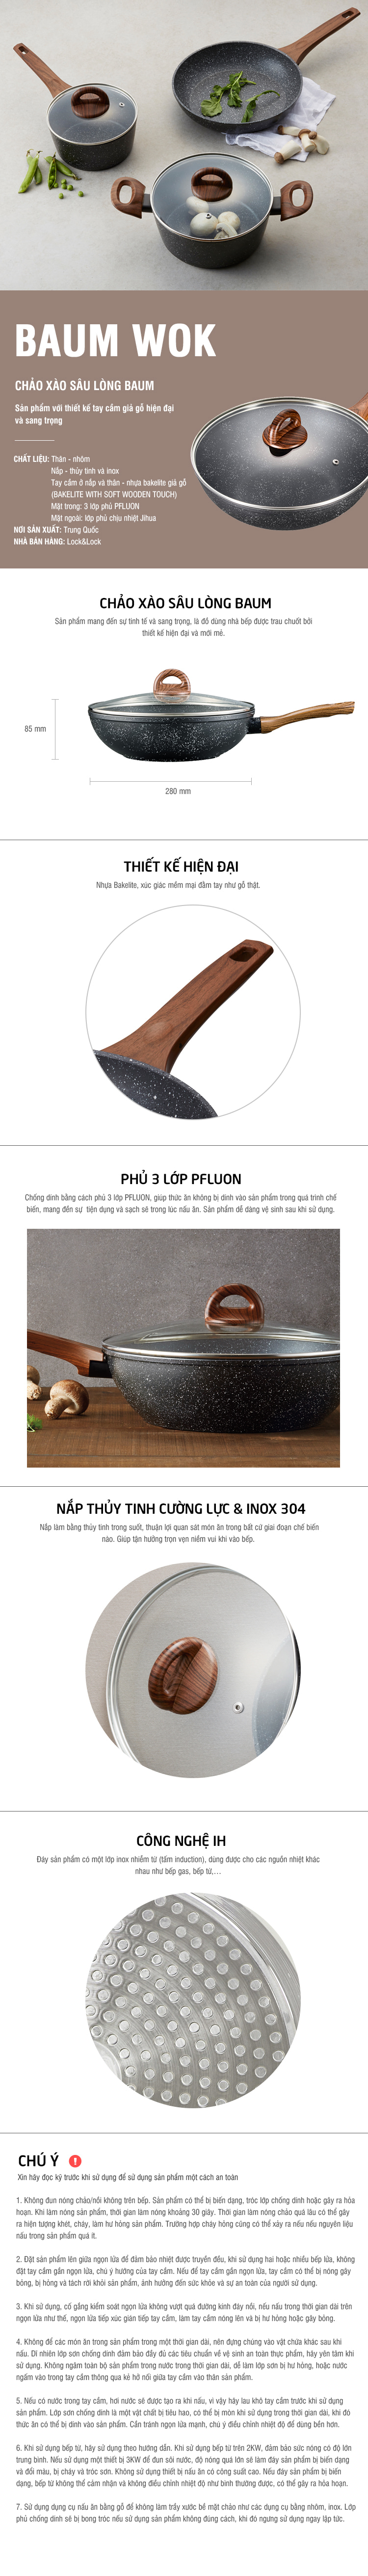 BAUM WOK
CHẢO XÀO SÂU LÒNG BAUM
Sản phẩm với thiết kế tay cầm giả gỗ hiện đại
và sang trọng
CHẤT LIỆU: Thân - nhôm
Nắp - thủy tinh và inox
Tay cầm ở nắp và thân - nhựa bakelite giả gỗ
(BAKELITE WITH SOFT WOODEN TOUCH)
Mặt trong: 3 lớp phủ PFLUON
Mặt ngoài: lớp phủ chịu nhiệt Jihua
NƠI SẢN XUẤT: Trung Quốc
NHÀ BÁN HÀNG: Lock&Lock
CHẢO XÀO SÂU LÒNG BAUM
Sản phẩm mang đến sự tinh tế và sang trọng, là đồ dùng nhà bếp được trau chuốt bởi
thiết kế hiện đại và mới mẻ.
85 mm
280 mm
THIẾT KẾ HIỆN ĐẠI
Nhựa Bakelite, xúc giác mềm mại đầm tay như gỗ thật.
PHỦ 3 LỚP PFLUON
Chống dính bằng cách phủ 3 lớp PFLUON, giúp thức ăn không bị dính vào sản phẩm trong quá trình chế
biến, mang đến sự tiện dụng và sạch sẽ trong lúc nấu ăn. Sản phẩm dễ dàng vệ sinh sau khi sử dụng.
NẮP THỦY TINH CƯỜNG LỰC & INOX 304
Nắp làm bằng thủy tinh trong suốt, thuận lợi quan sát món ăn trong bất cứ giai đoạn chế biến
nào. Giúp tận hưởng trọn vẹn niềm vui khi vào bếp.
CÔNG NGHỆ IH
Đáy sản phẩm có một lớp inox nhiễm từ (tấm induction), dùng được cho các nguồn nhiệt khác
nhau như bếp gas, bếp từ,...
CHÚ Ý
Xin hãy đọc kỹ trước khi sử dụng để sử dụng sản phẩm một cách an toàn
1. Không đun nóng chảo/nồi không trên bếp. Sản phẩm có thể bị biến dạng, tróc lớp chống dính hoặc gây ra hỏa
hoạn. Khi làm nóng sản phẩm, thời gian làm nóng khoảng 30 giây. Thời gian làm nóng chảo quá lâu có thể gây
ra hiện tượng khét, cháy, làm hư hỏng sản phẩm. Trường hợp cháy hỏng cũng có thể xảy ra nếu nếu nguyên liệu
nấu trong sản phẩm quá ít.
2. Đặt sản phẩm lên giữa ngọn lửa để đảm bảo nhiệt được truyền đều, khi sử dụng hai hoặc nhiều bếp lửa, không
đặt tay cầm gần ngọn lửa, chú ý hướng của tay cầm. Nếu để tay cầm gần ngọn lửa, tay cầm có thể bị nóng gây
bỏng, bị hỏng và tách rời khỏi sản phẩm, ảnh hưởng đến sức khỏe và sự an toàn của người sử dụng.
3. Khi sử dụng, cố gắng kiểm soát ngọn lửa không vượt quá đường kính đáy nồi, nếu nấu trong thời gian dài trên
ngọn lửa như thế, ngọn lửa tiếp xúc gián tiếp tay cầm, làm tay cầm nóng lên và bị hư hỏng hoặc gây bỏng.
4. Không để các món ăn trong sản phẩm trong một thời gian dài, nên đựng chúng vào vật chứa khác sau khi
nấu. Dĩ nhiên lớp sơn chống dính đảm bảo đầy đủ các tiêu chuẩn về vệ sinh an toàn thực phẩm, hãy yên tâm khi
sử dụng. Không ngâm toàn bộ sản phẩm trong nước trong thời gian dài, dễ làm lớp sơn bị hư hỏng, hoặc nước
ngấm vào trong tay cầm thông qua kẽ hở nối giữa tay cầm vào thân sản phẩm.
5. Nếu có nước trong tay cầm, hơi nước sẽ được tạo ra khi nấu, vì vậy hãy lau khô tay cầm trước khi sử dụng
sản phẩm. Lớp sơn chống dính là một vật chất bị tiêu hao, có thể bị mòn khi sử dụng trong thời gian dài, khi đó
thức ăn có thể bị dính vào sản phẩm. Cần tránh ngọn lửa mạnh, chú ý điều chỉnh nhiệt độ để dùng bền hơn.
6. Khi sử dụng bếp từ, hãy sử dụng theo hướng dẫn. Khi sử dụng bếp từ trên 2KW, đảm bảo sức nóng có độ lớn
trung bình. Nếu sử dụng một thiết bị 3KW để đun sôi nước, độ nóng quá lớn sẽ làm đáy sản phẩm bị biến dạng
và đổi màu, bị cháy và tróc sơn. Không sử dụng thiết bị nấu ăn có công suất cao. Nếu đáy sản phẩm bị biến
dạng, bếp từ không thể cảm nhận và không điều chỉnh nhiệt độ như bình thường được, có thể gây ra hỏa hoạn.
7. Sử dụng dụng cụ nấu ăn bằng gỗ để không làm trầy xước bề mặt chảo như các dụng cụ bằng nhôm, inox. Lớp
phủ chống dính sẽ bị bong tróc nếu sử dụng sản phẩm không đúng cách, khi đó ngưng sử dụng ngay lập tức.